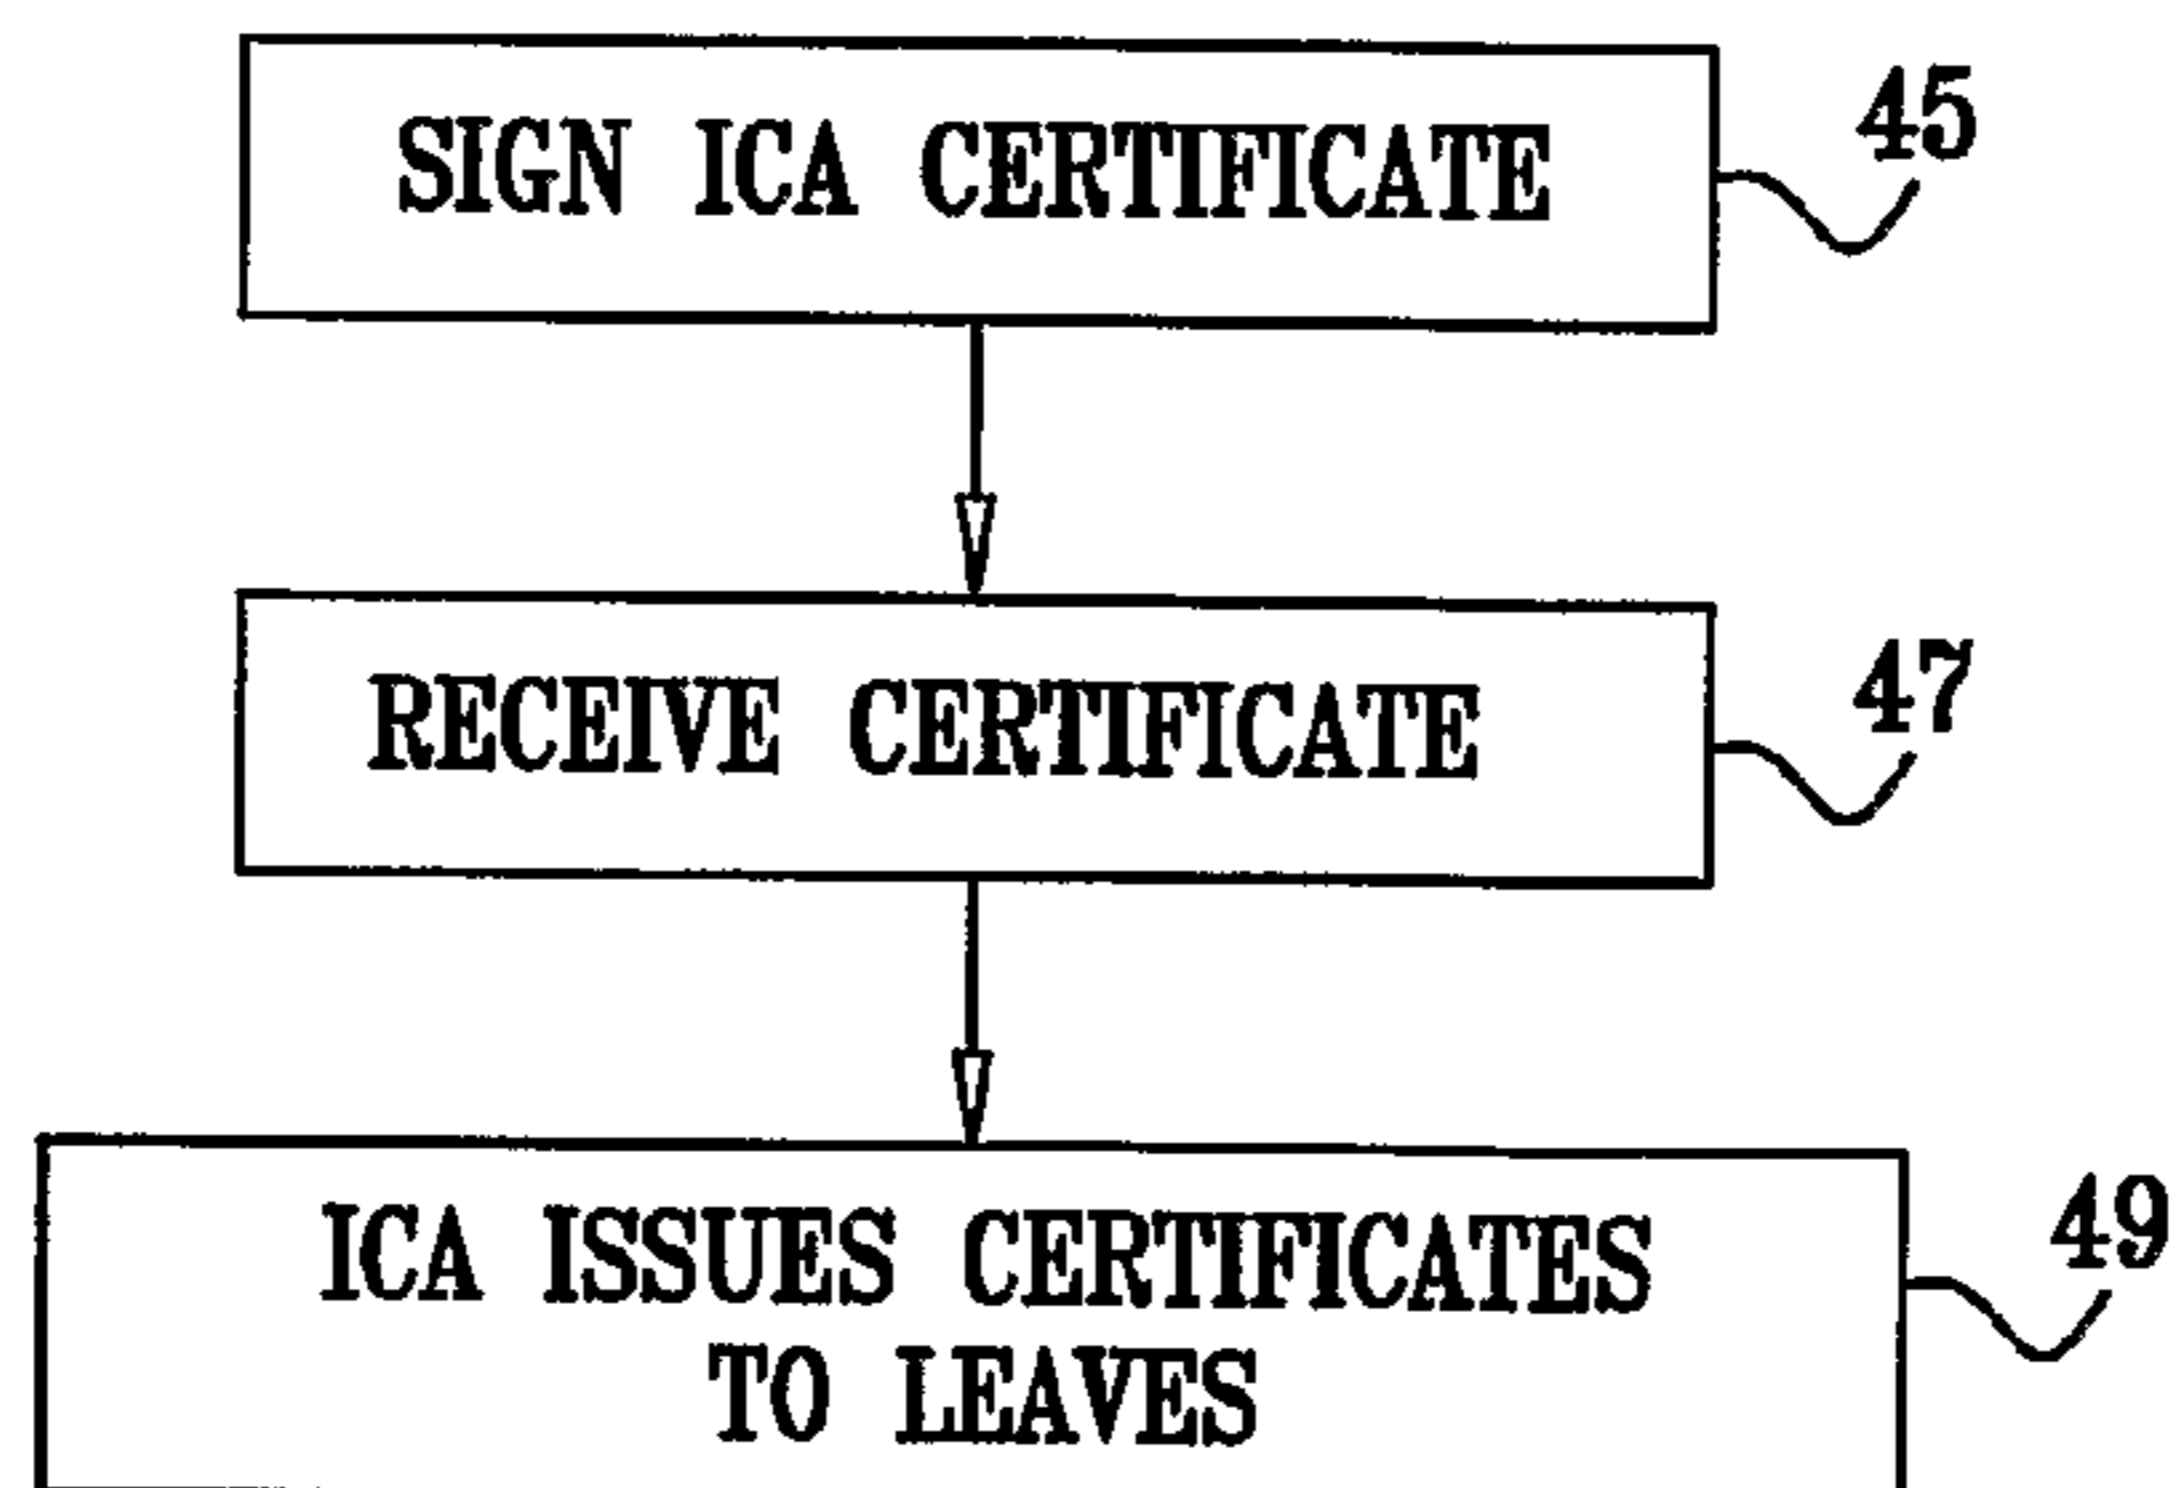 SIGN ICA CERTIFICATE
45
RECEIVE CERTIFICATE
47
ICA ISSUES CERTIFICATES
49
TO LEAVES